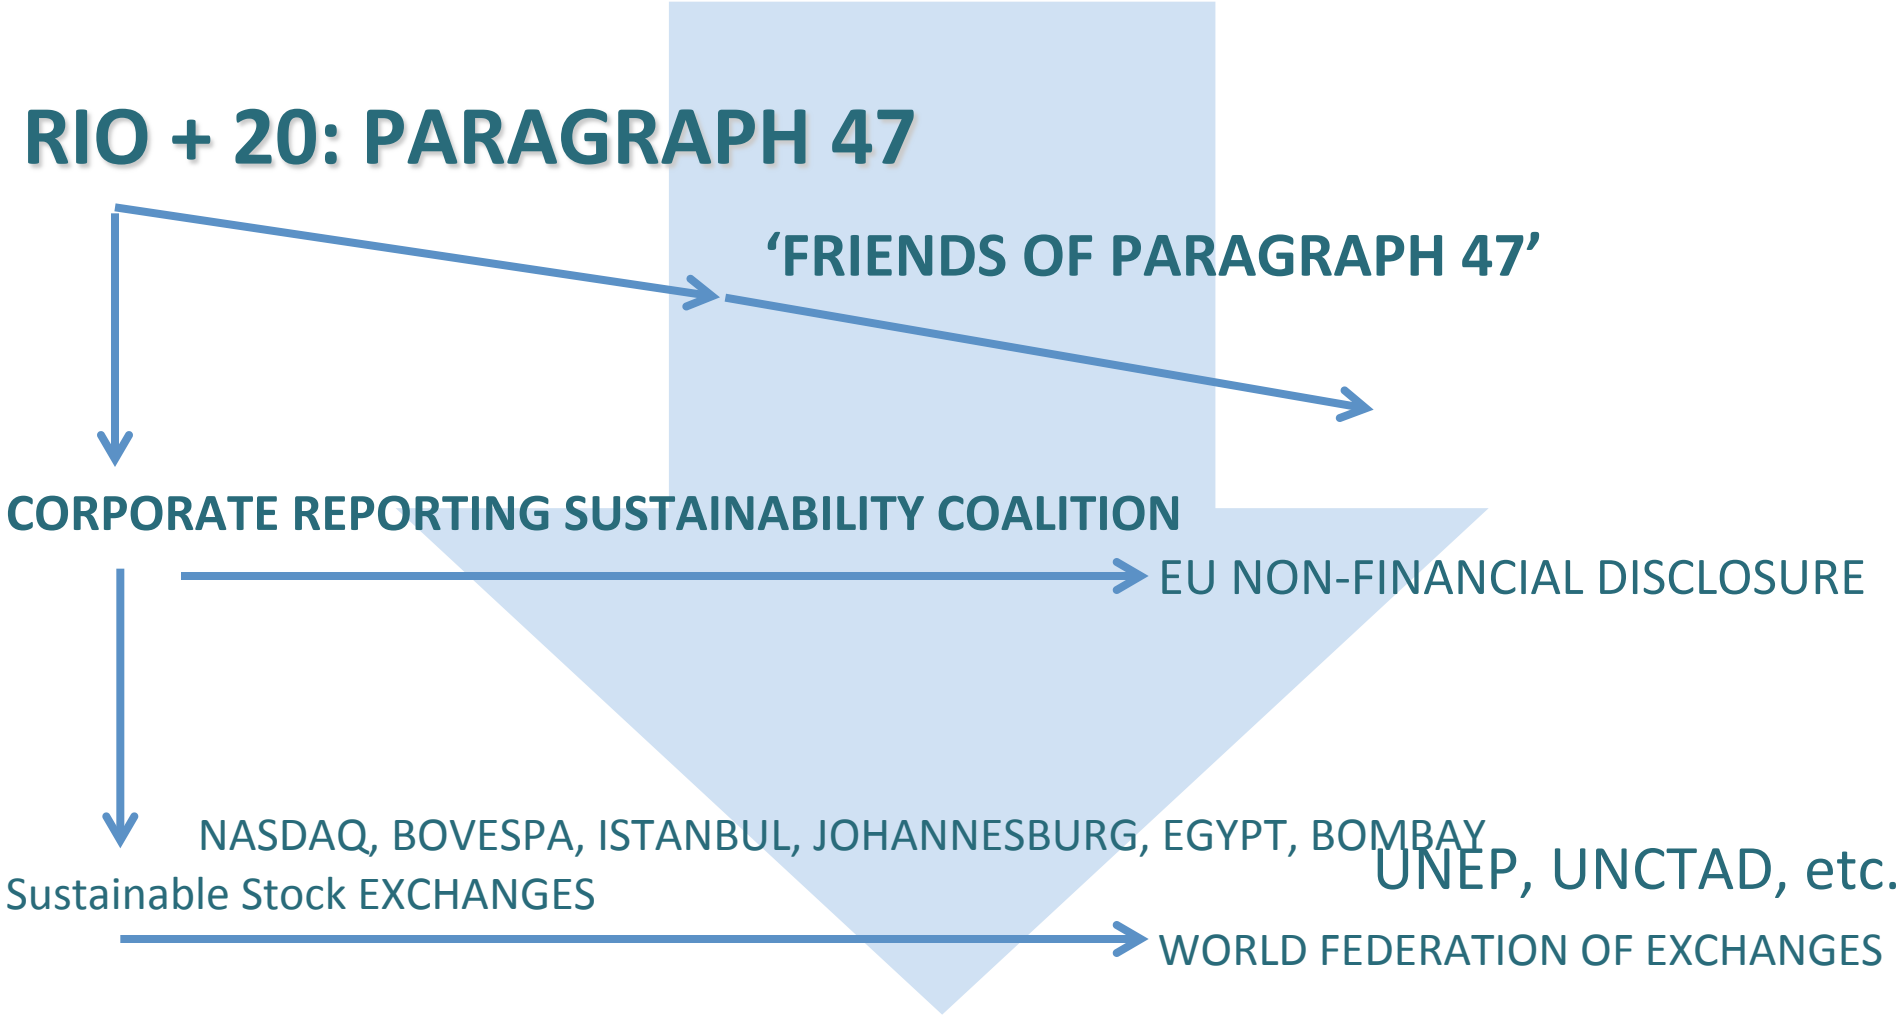 RIO + 20: PARAGRAPH 47
‘FRIENDS OF PARAGRAPH 47’
CORPORATE REPORTING SUSTAINABILITY COALITION
EU NON-FINANCIAL DISCLOSURE
NASDAQ, BOVESPA, ISTANBUL, JOHANNESBURG, EGYPT, BOMBAY
UNEP, UNCTAD, etc.
Sustainable Stock EXCHANGES
WORLD FEDERATION OF EXCHANGES